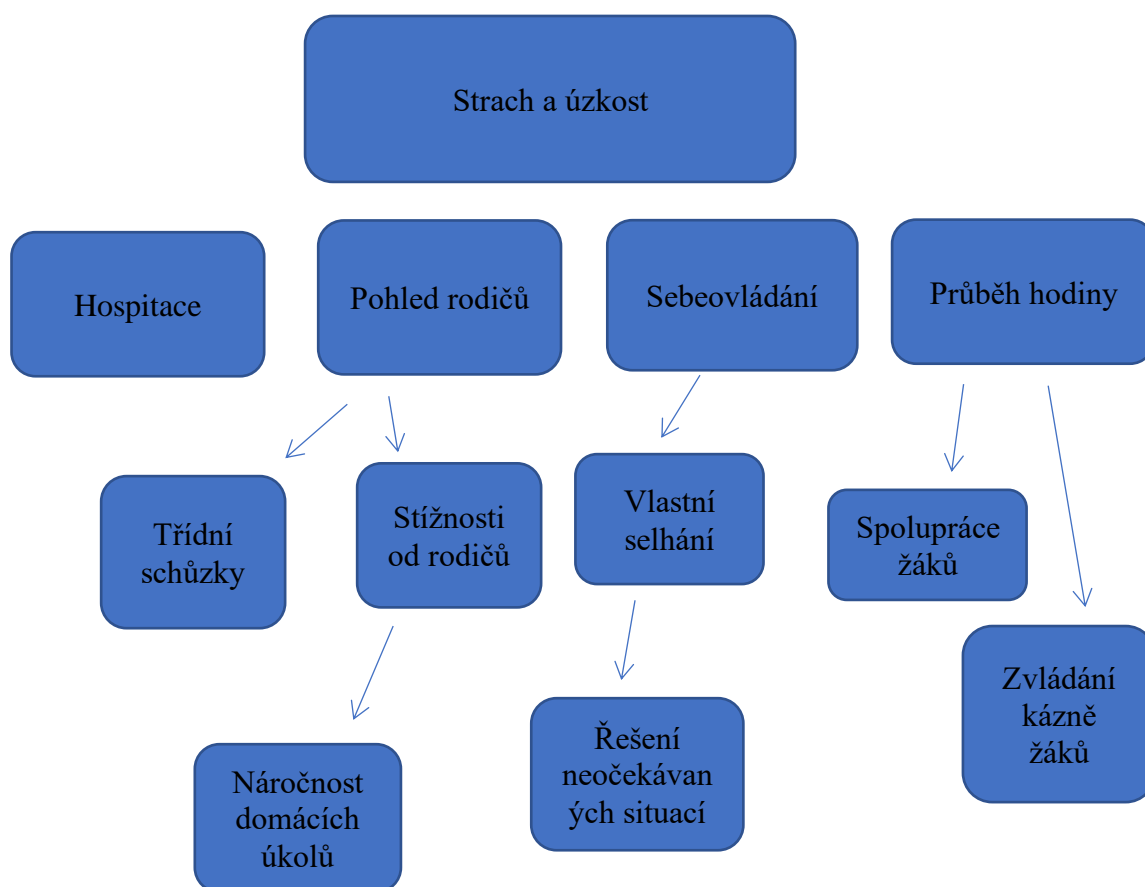 Strach a úzkost
Hospitace
Pohled rodičů
Sebeovládání
Průběh hodiny
Třídní
schůzky
Stížnosti
od rodičů
Vlastní
selhání
Spolupráce
žáků
Zvládání
kázně
žáků
Náročnost
domácích
úkolů
Řešení
neočekávan
ých situací